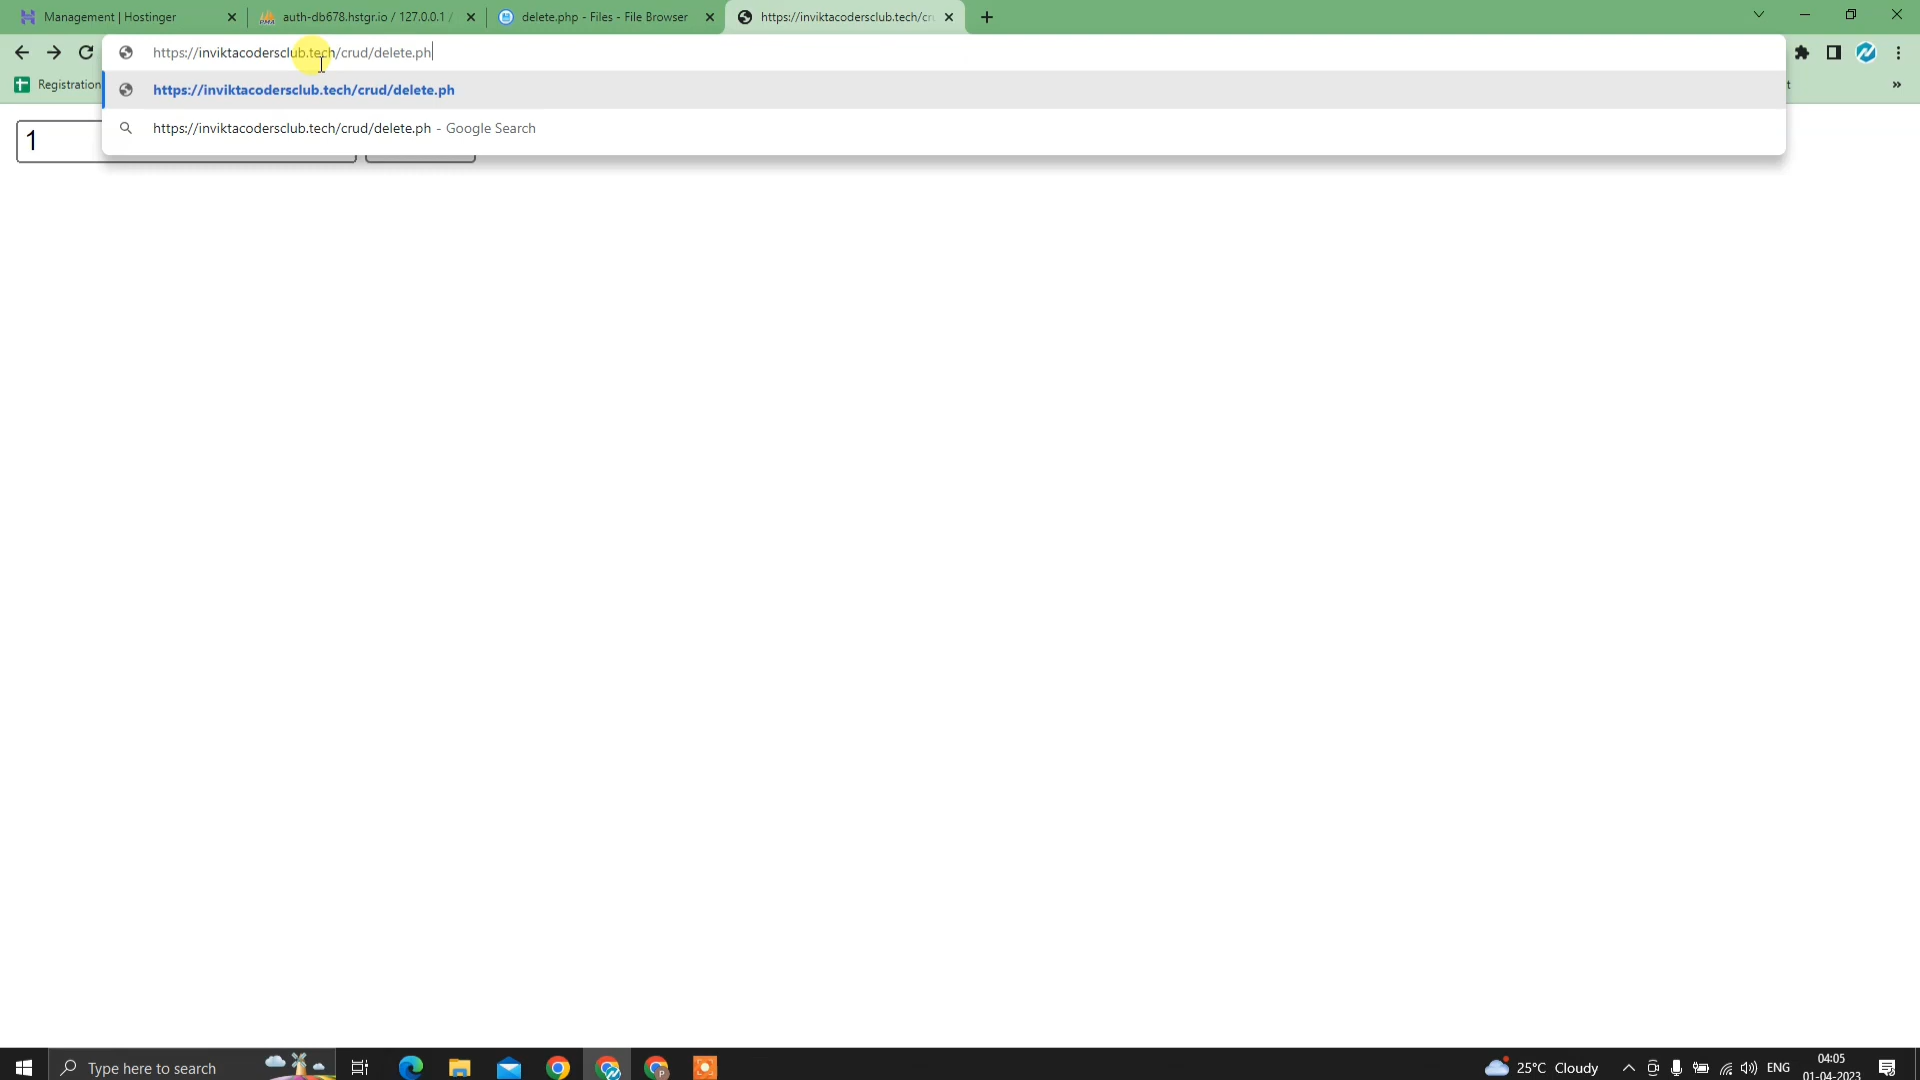 Management | Hostinger
auth-db678.hstgr.io / 127.0.0.1 /
delete.php - Files - File Browser
https://inviktacodersclub.tech/cr
https://inviktacodersclub.tech/crud/delete.ph
Registration
https://inviktacodersclub.tech/crud/delete.ph
t
»
https://inviktacodersclub.tech/crud/delete.ph - Google Search
1
Type here to search
25°C Cloudy
ENG
04:05
01-04-2023